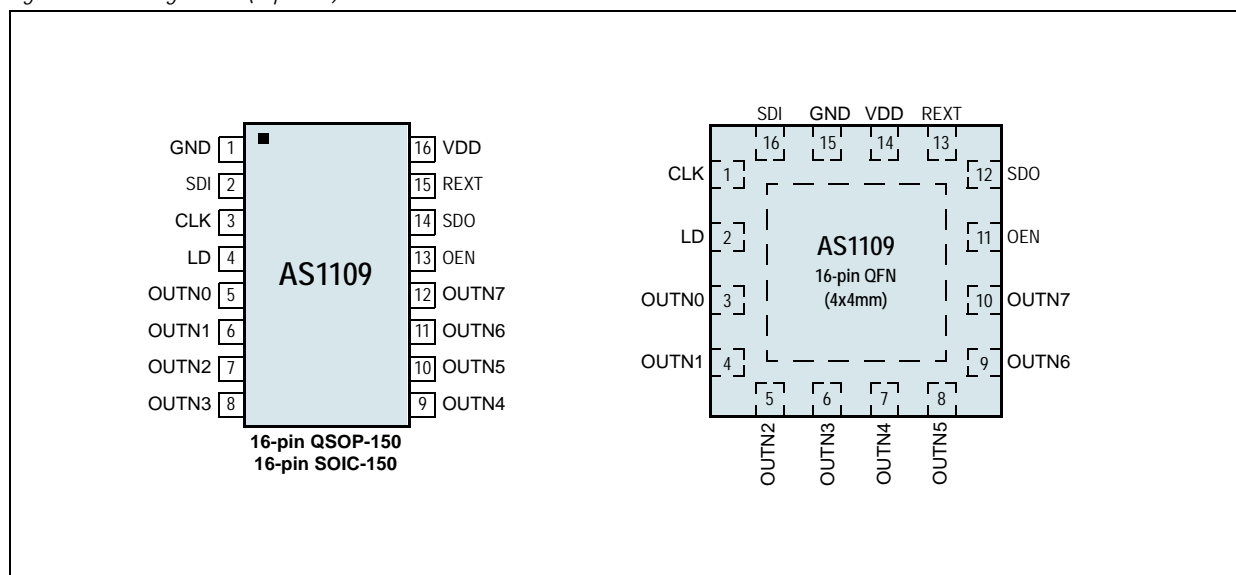 GND 1 16 VDD
SDI 2 15 REXT
CLK 3 14 SDO
LD 4 13 OEN
AS1109
OUTN0 5 12 OUTN7
OUTN1 6 11 OUTN6
OUTN2 7 10 OUTN5
OUTN3 8 9 OUTN4
16-pin QSOP-150
16-pin SOIC-150
SDI GND VDD REXT
16 15 14 13
CLK 1 12 SDO
LD 2 11 OEN
AS1109
16-pin QFN
(4x4mm)
OUTN0 3 10 OUTN7
OUTN1 4 9 OUTN6
5 6 7 8
OUTN2 OUTN3 OUTN4 OUTN5